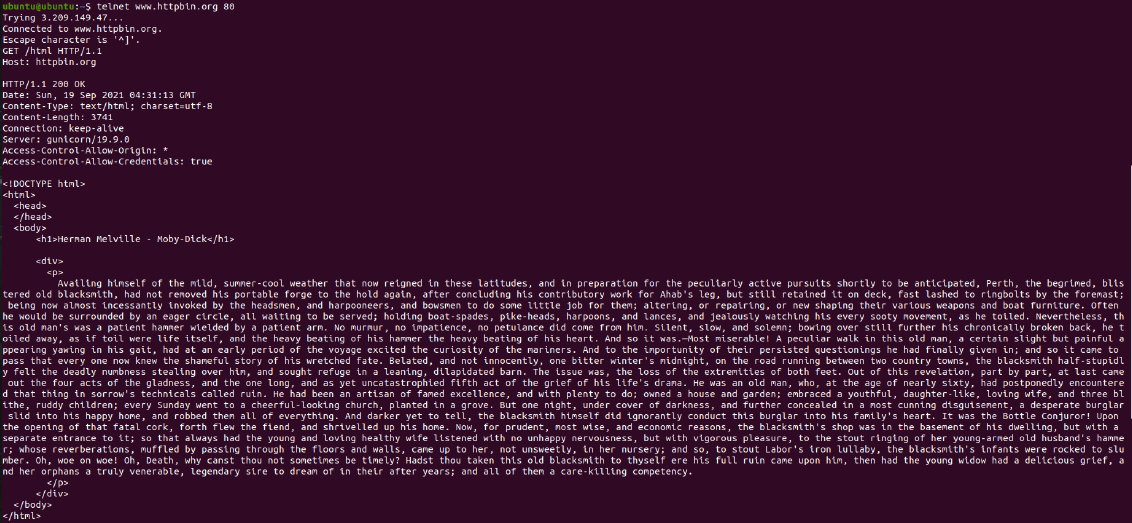 ubuntu@ubuntu:~$ telnet www.httpbin.org 80
Trying 3.209.149.47...
Connected to www.httpbin.org.
Escape character is '^]'.
GET /html HTTP/1.1
Host: httpbin.org

HTTP/1.1 200 OK
Date: Sun, 19 Sep 2021 04:31:13 GMT
Content-Type: text/html; charset=utf-8
Content-Length: 3741
Connection: keep-alive
Server: gunicorn/19.9.0
Access-Control-Allow-Origin: *
Access-Control-Allow-Credentials: true

<!DOCTYPE html>
<html>
  <head>
  </head>
  <body>
      <h1>Herman Melville - Moby-Dick</h1>

      <div>
        <p>
          Availing himself of the mild, summer-cool weather that now reigned in these latitudes, and in preparation for the peculiarly active pursuits shortly to be anticipated, Perth, the begrimed, blis
tered old blacksmith, had not removed his portable forge to the hold again, after concluding his contributory work for Ahab's leg, but still retained it on deck, fast lashed to ringbolts by the foremast;
 being now almost incessantly invoked by the headsmen, and harpooneers, and bowsmen to do some little job for them; altering, or repairing, or new shaping their various weapons and boat furniture. Often 
he would be surrounded by an eager circle, all waiting to be served; holding boat-spades, pike-heads, harpoons, and lances, and jealously watching his every sooty movement, as he toiled. Nevertheless, th
is old man's was a patient hammer wielded by a patient arm. No murmur, no impatience, no petulance did come from him. Silent, slow, and solemn; bowing over still further his chronically broken back, he t
oiled away, as if toil were life itself, and the heavy beating of his hammer the heavy beating of his heart. And so it was.—Most miserable! A peculiar walk in this old man, a certain slight but painful a
ppearing yawing in his gait, had at an early period of the voyage excited the curiosity of the mariners. And to the importunity of their persisted questionings he had finally given in; and so it came to 
pass that every one now knew the shameful story of his wretched fate. Belated, and not innocently, one bitter winter's midnight, on the road running between two country towns, the blacksmith half-stupidl
y felt the deadly numbness stealing over him, and sought refuge in a leaning, dilapidated barn. The issue was, the loss of the extremities of both feet. Out of this revelation, part by part, at last came
 out the four acts of the gladness, and the one long, and as yet uncatastrophied fifth act of the grief of his life's drama. He was an old man, who, at the age of nearly sixty, had postponedly encountere
d that thing in sorrow's technicals called ruin. He had been an artisan of famed excellence, and with plenty to do; owned a house and garden; embraced a youthful, daughter-like, loving wife, and three bl
ithe, ruddy children; every Sunday went to a cheerful-looking church, planted in a grove. But one night, under cover of darkness, and further concealed in a most cunning disguisement, a desperate burglar
 slid into his happy home, and robbed them all of everything. And darker yet to tell, the blacksmith himself did ignorantly conduct this burglar into his family's heart. It was the Bottle Conjuror! Upon 
the opening of that fatal cork, forth flew the fiend, and shrivelled up his home. Now, for prudent, most wise, and economic reasons, the blacksmith's shop was in the basement of his dwelling, but with a 
separate entrance to it; so that always had the young and loving healthy wife listened with no unhappy nervousness, but with vigorous pleasure, to the stout ringing of her young-armed old husband's hamme
r; whose reverberations, muffled by passing through the floors and walls, came up to her, not unsweetly, in her nursery; and so, to stout Labor's iron lullaby, the blacksmith's infants were rocked to slu
mber. Oh, woe on woe! Oh, Death, why canst thou not sometimes be timely? Hadst thou taken this old blacksmith to thyself ere his full ruin came upon him, then had the young widow had a delicious grief, a
nd her orphans a truly venerable, legendary sire to dream of in their after years; and all of them a care-killing competency.
        </p>
      </div>
  </body>
</html>